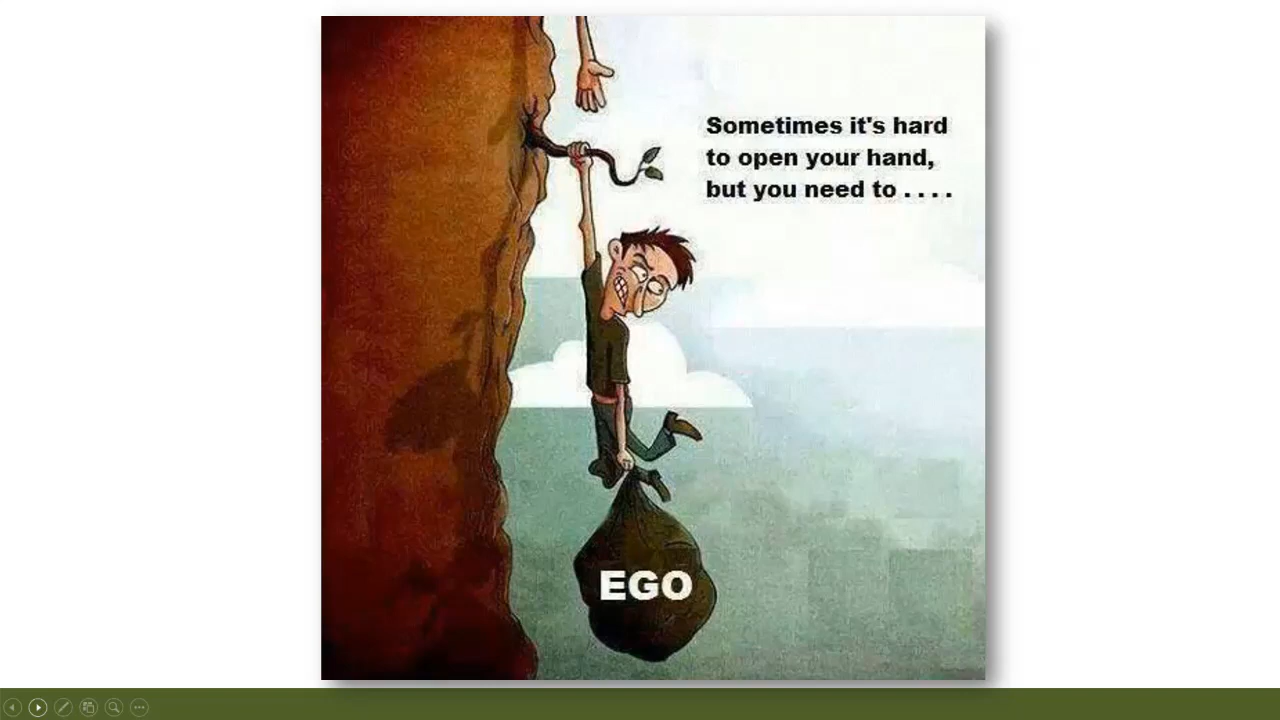 Sometimes it's hard
to open your hand,
but you need to . . . .
EGO